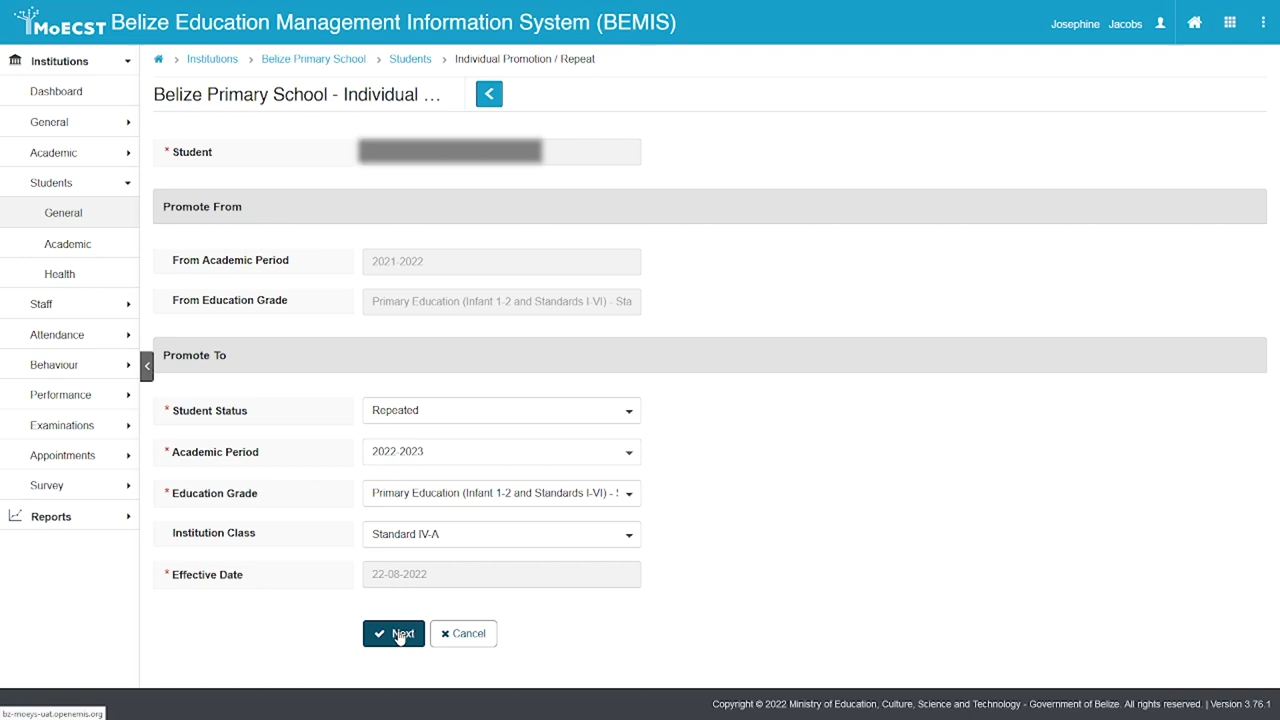 MoECST Belize Education Management Information System (BEMIS)
Josephine Jacobs
Institutions
Dashboard
General
Academic
Students
General
Academic
Health
Staff
Attendance
Behaviour
Performance
Examinations
Appointments
Survey
Reports
Institutions > Belize Primary School > Students > Individual Promotion / Repeat
Belize Primary School - Individual ...
* Student
Promote From
From Academic Period 2021-2022
From Education Grade Primary Education (Infant 1-2 and Standards I-VI) - Sta
Promote To
* Student Status Repeated
* Academic Period 2022-2023
* Education Grade Primary Education (Infant 1-2 and Standards I-VI) -
Institution Class Standard IV-A
* Effective Date 22-08-2022
Next Cancel
Copyright © 2022 Ministry of Education, Culture, Science and Technology - Government of Belize. All rights reserved. | Version 3.76.1
bz-moeys-uat.openemis.org